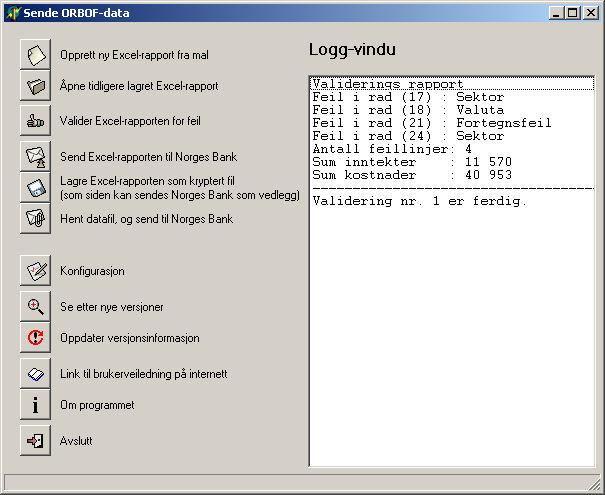 Sende ORBOF-data
Opprett ny Excel-rapport fra mal
Åpne tidligere lagret Excel-rapport
Valider Excel-rapporten for feil
Send Excel-rapporten til Norges Bank
Lagre Excel-rapporten som kryptert fil
(som siden kan sendes Norges Bank som vedlegg)
Hent datafil, og send til Norges Bank
Konfigurasjon
Se etter nye versjoner
Oppdater versjonsinformasjon
Link til brukerveiledning på internett
Om programmet
Avslutt
Logg-vindu
Validerings rapport
Feil i rad (17) : Sektor
Feil i rad (18) : Valuta
Feil i rad (21) : Fortegnsfeil
Feil i rad (24) : Sektor
Antall feillinjer: 4
Sum inntekter    : 11 570
Sum kostnader    : 40 953
--------------------------------------
Validering nr. 1 er ferdig.